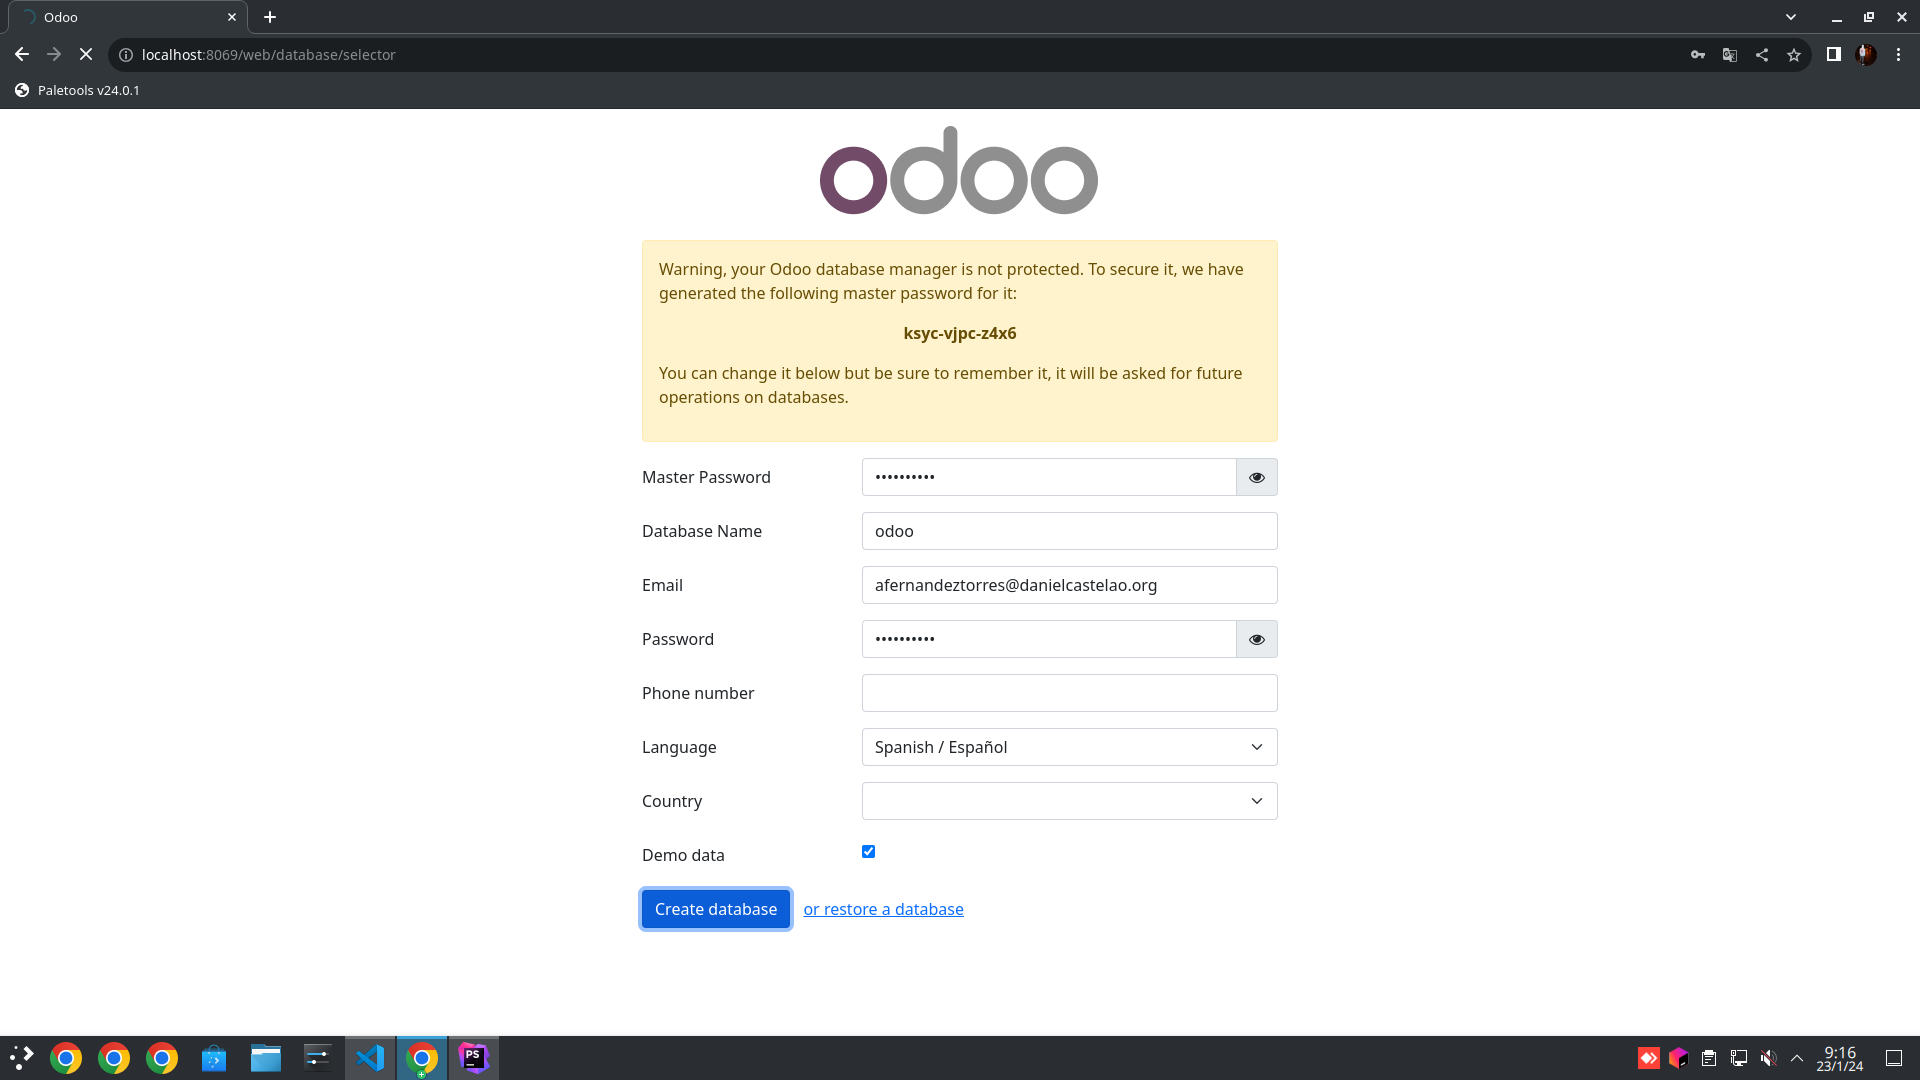 Odoo
localhost:8069/web/database/selector
Paletools v24.0.1
odoo
Warning, your Odoo database manager is not protected. To secure it, we have
generated the following master password for it:
ksyc-vjpc-z4x6
You can change it below but be sure to remember it, it will be asked for future
operations on databases.
Master Password
••••••••••
Database Name
odoo
Email
afernandeztorres@danielcastelao.org
Password
••••••••••
Phone number
Language
Spanish / Español
Country
Demo data
Create database
or restore a database
PS
9:16
23/1/24